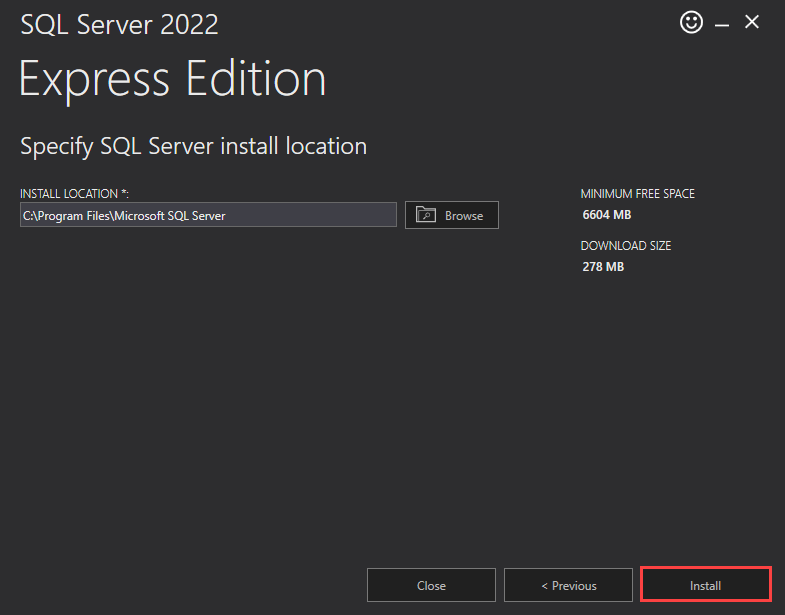 SQL Server 2022
Express Edition
Specify SQL Server install location
INSTALL LOCATION *:
C:\Program Files\Microsoft SQL Server
Browse
MINIMUM FREE SPACE
6604 MB
DOWNLOAD SIZE
278 MB
Close
< Previous
Install